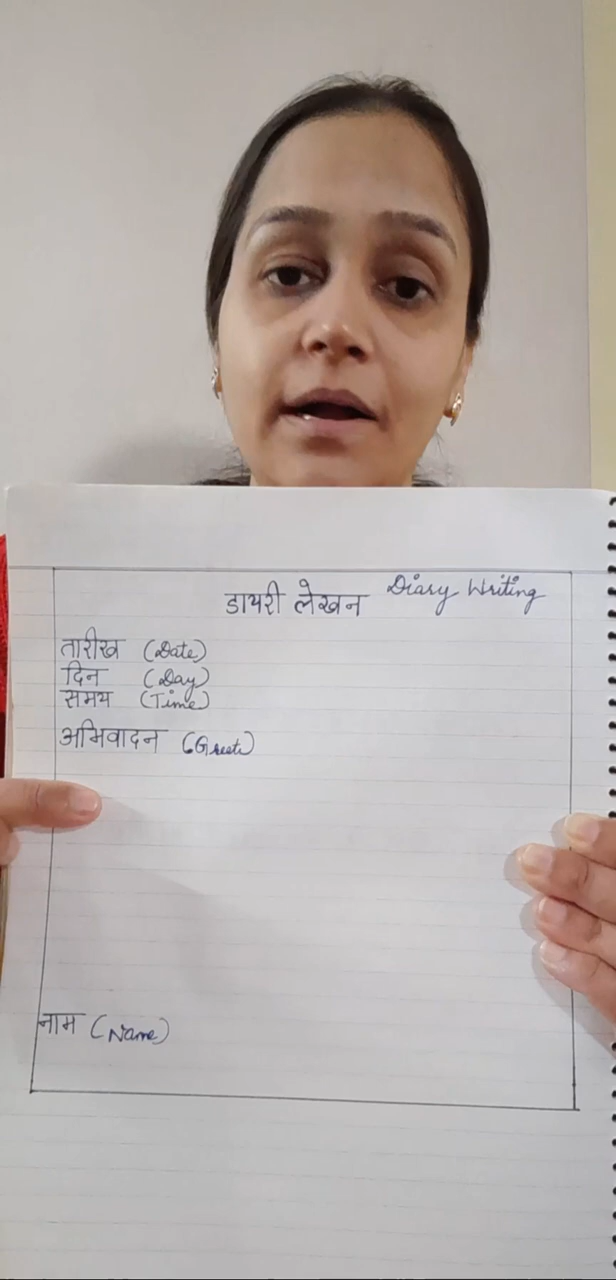 डायरी लेखन Diary Writing
तारीख (Date)
दिन (Day)
समय (Time)
अभिवादन (Greet)
नाम (Name)